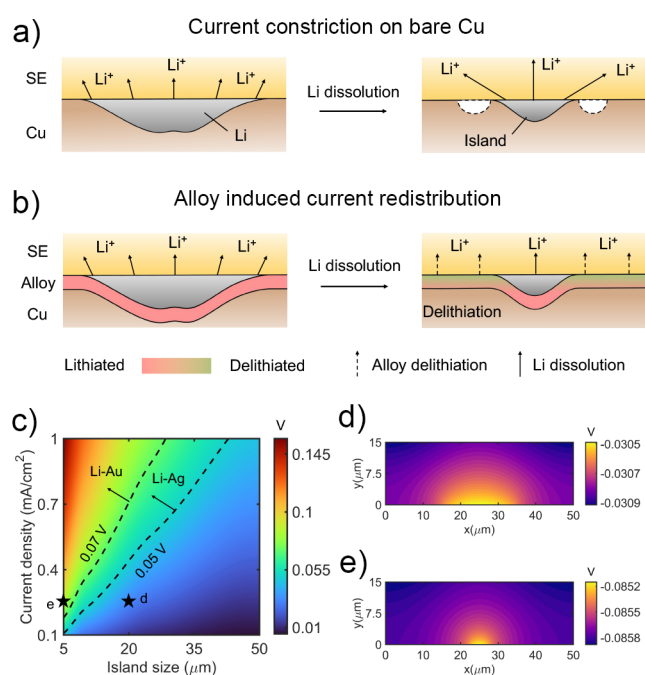 a) Current constriction on bare Cu
SE
Cu
Li⁺ Li⁺ Li⁺
Li
Li dissolution
Li⁺ Li⁺ Li⁺
Island
b) Alloy induced current redistribution
SE
Alloy
Cu
Li⁺ Li⁺ Li⁺
Li dissolution
Li⁺ Li⁺ Li⁺
Delithiation
Lithiated Delithiated Alloy delithiation Li dissolution
c)
V
Current density (mA/cm²)
1
0.7
0.4
0.1
Li-Au
Li-Ag
0.07 V
0.05 V
e
d
5 20 35 50
Island size (μm)
0.145
0.1
0.055
0.01
d)
V
y(μm)
15
7.5
0
0 10 20 30 40 50
x(μm)
-0.0305
-0.0307
-0.0309
e)
V
y(μm)
15
7.5
0
0 10 20 30 40 50
x(μm)
-0.0852
-0.0855
-0.0858